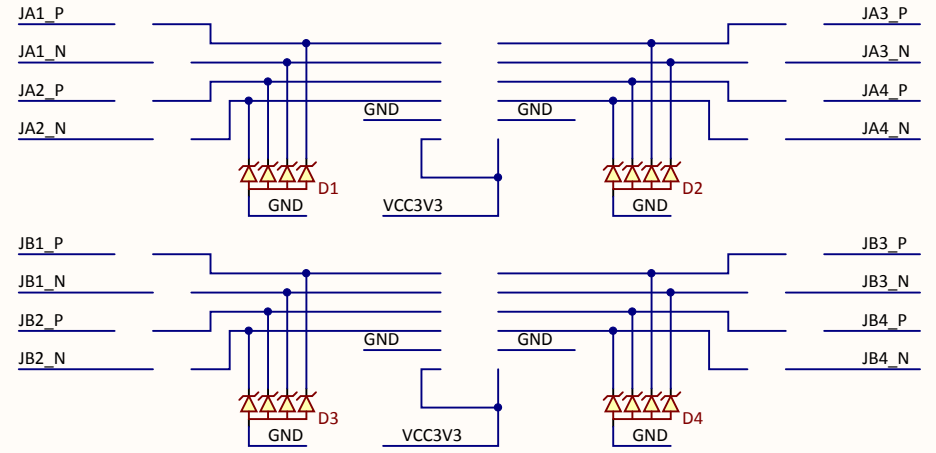 JA1_P JA3_P
JA1_N JA3_N
JA2_P JA4_P
GND GND
JA2_N JA4_N
D1 D2
GND VCC3V3 GND
JB1_P JB3_P
JB1_N JB3_N
JB2_P JB4_P
GND GND
JB2_N JB4_N
D3 D4
GND VCC3V3 GND